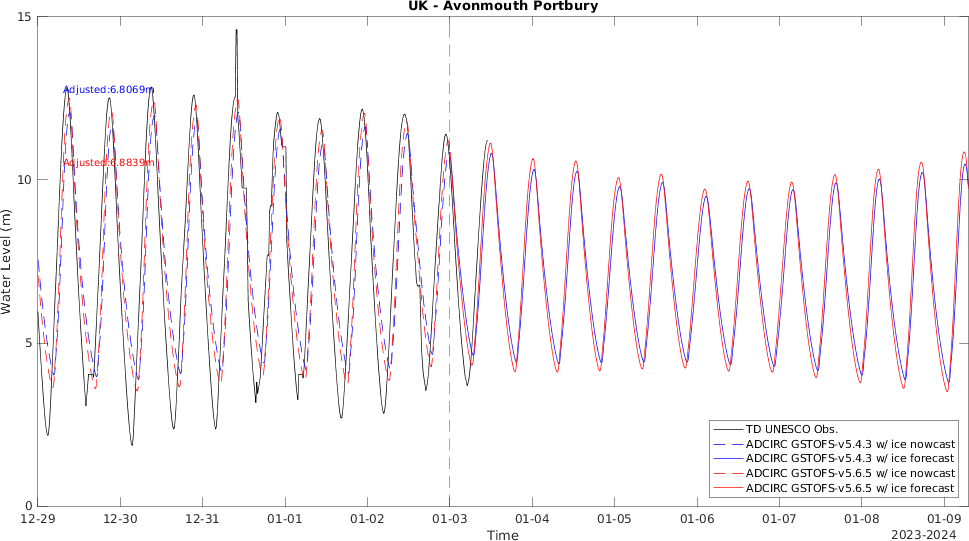 UK - Avonmouth Portbury
15
Adjusted:6.8069m
Adjusted:6.8839m
10
Water Level (m)
5
TD UNESCO Obs.
ADCIRC GSTOFS-v5.4.3 w/ ice nowcast
ADCIRC GSTOFS-v5.4.3 w/ ice forecast
ADCIRC GSTOFS-v5.6.5 w/ ice nowcast
ADCIRC GSTOFS-v5.6.5 w/ ice forecast
0
12-29 12-30 12-31 01-01 01-02 01-03 01-04 01-05 01-06 01-07 01-08 01-09
Time
2023-2024